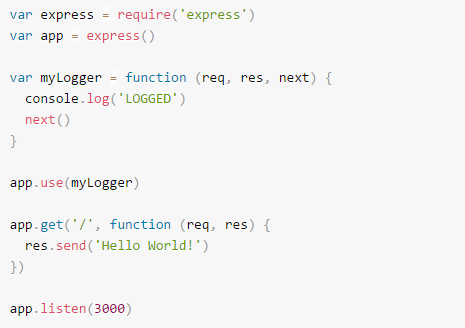 var express = require('express')
var app = express()
var myLogger = function (req, res, next) {
  console.log('LOGGED')
  next()
}
app.use(myLogger)
app.get('/', function (req, res) {
  res.send('Hello World!')
})
app.listen(3000)